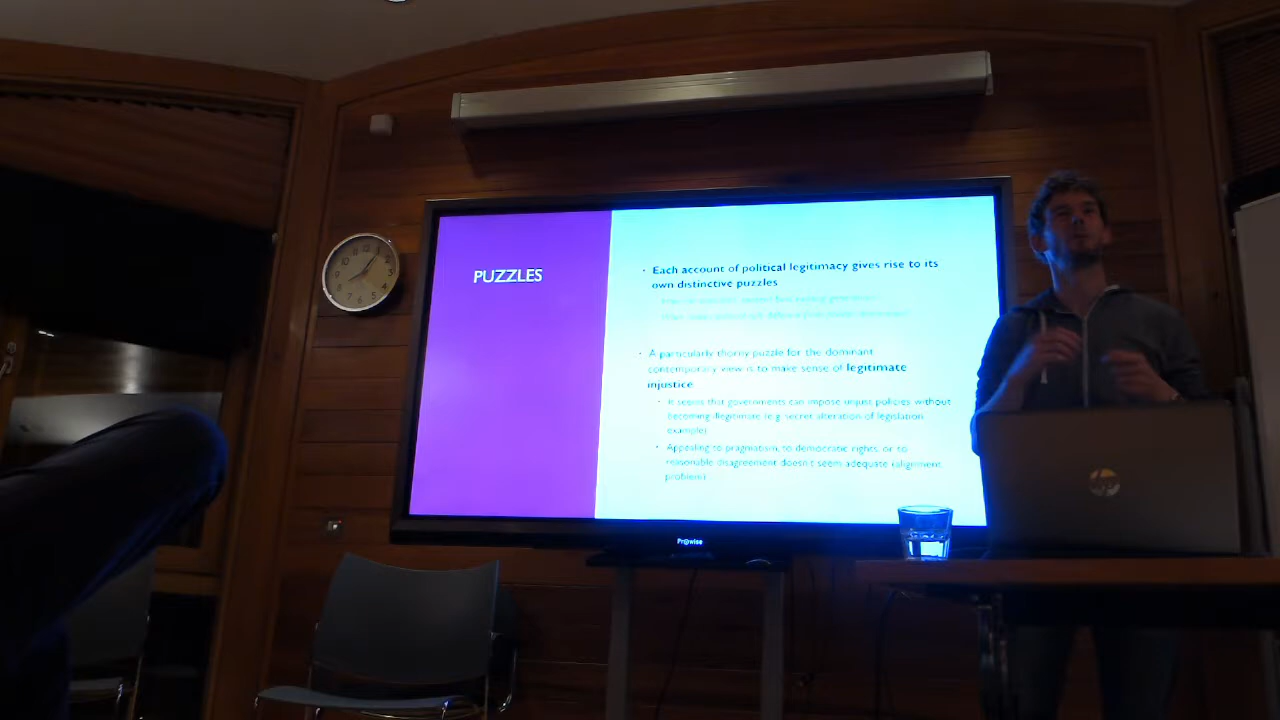 PUZZLES
• Each account of political legitimacy gives rise to its
own distinctive puzzles
• A particularly thorny puzzle for the dominant
contemporary view is to make sense of legitimate
injustice
• It seems that governments can impose unjust policies without
becoming illegitimate (e.g. secret alteration of legislation
example)
• Appealing to pragmatism, to democratic rights, or to
reasonable disagreement doesn't seem adequate (alignment
problem)
Prowise
hp